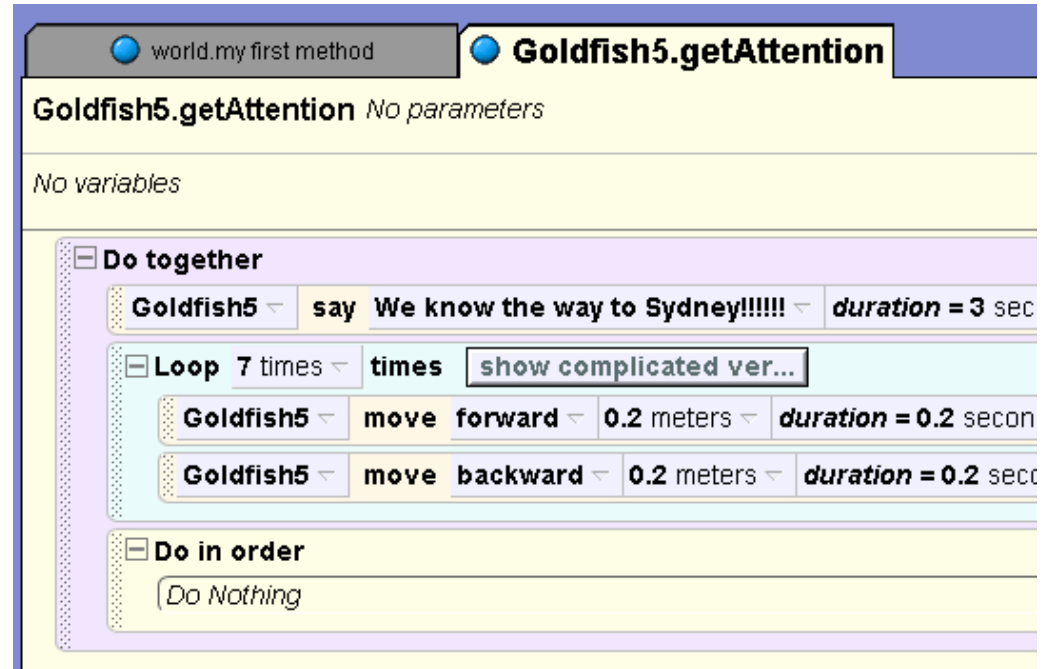 world.my first method
Goldfish5.getAttention
Goldfish5.getAttention No parameters
No variables
Do together
Goldfish5 say We know the way to Sydney!!!!!! duration = 3 sec
Loop 7 times times show complicated ver...
Goldfish5 move forward 0.2 meters duration = 0.2 secon
Goldfish5 move backward 0.2 meters duration = 0.2 seco
Do in order
Do Nothing